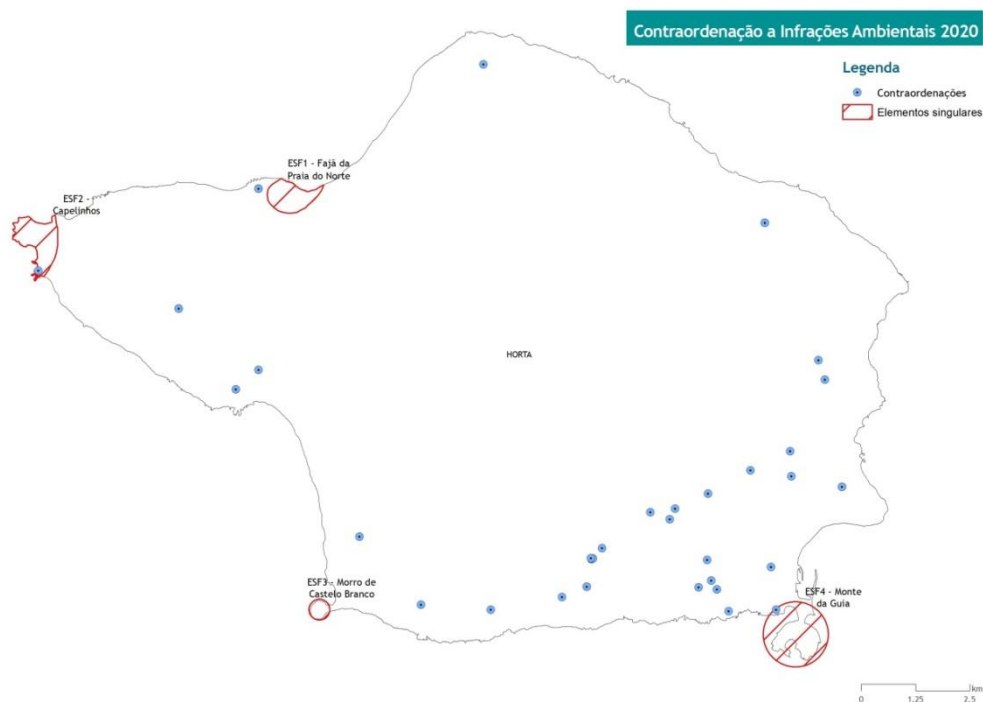 Contraordenação a Infrações Ambientais 2020
Legenda
Contraordenações
Elementos singulares
ESF1 - Fajã da
Praia do Norte
ESF2 -
Capelinhos
HORTA
ESF3 - Morro de
Castelo Branco
ESF4 - Monte
da Guia
km
0 1,25 2,5